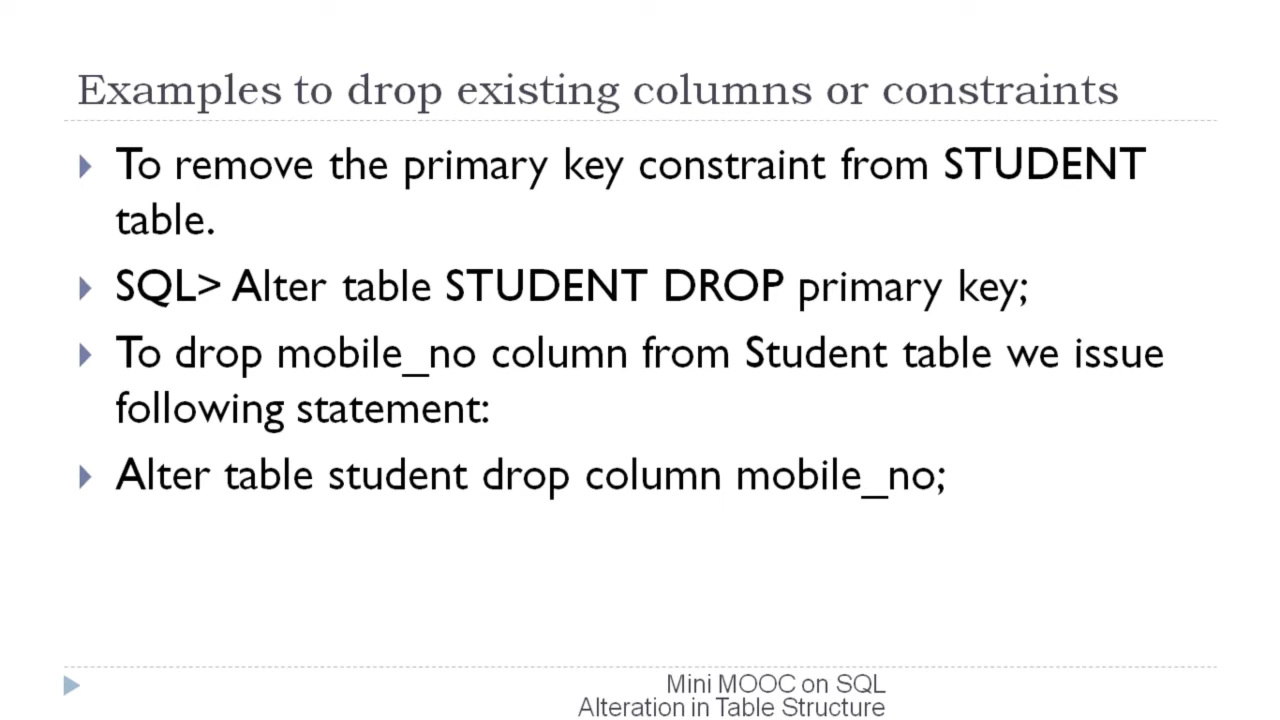 Examples to drop existing columns or constraints
To remove the primary key constraint from STUDENT
table.
SQL> Alter table STUDENT DROP primary key;
To drop mobile_no column from Student table we issue
following statement:
Alter table student drop column mobile_no;
Mini MOOC on SQL
Alteration in Table Structure